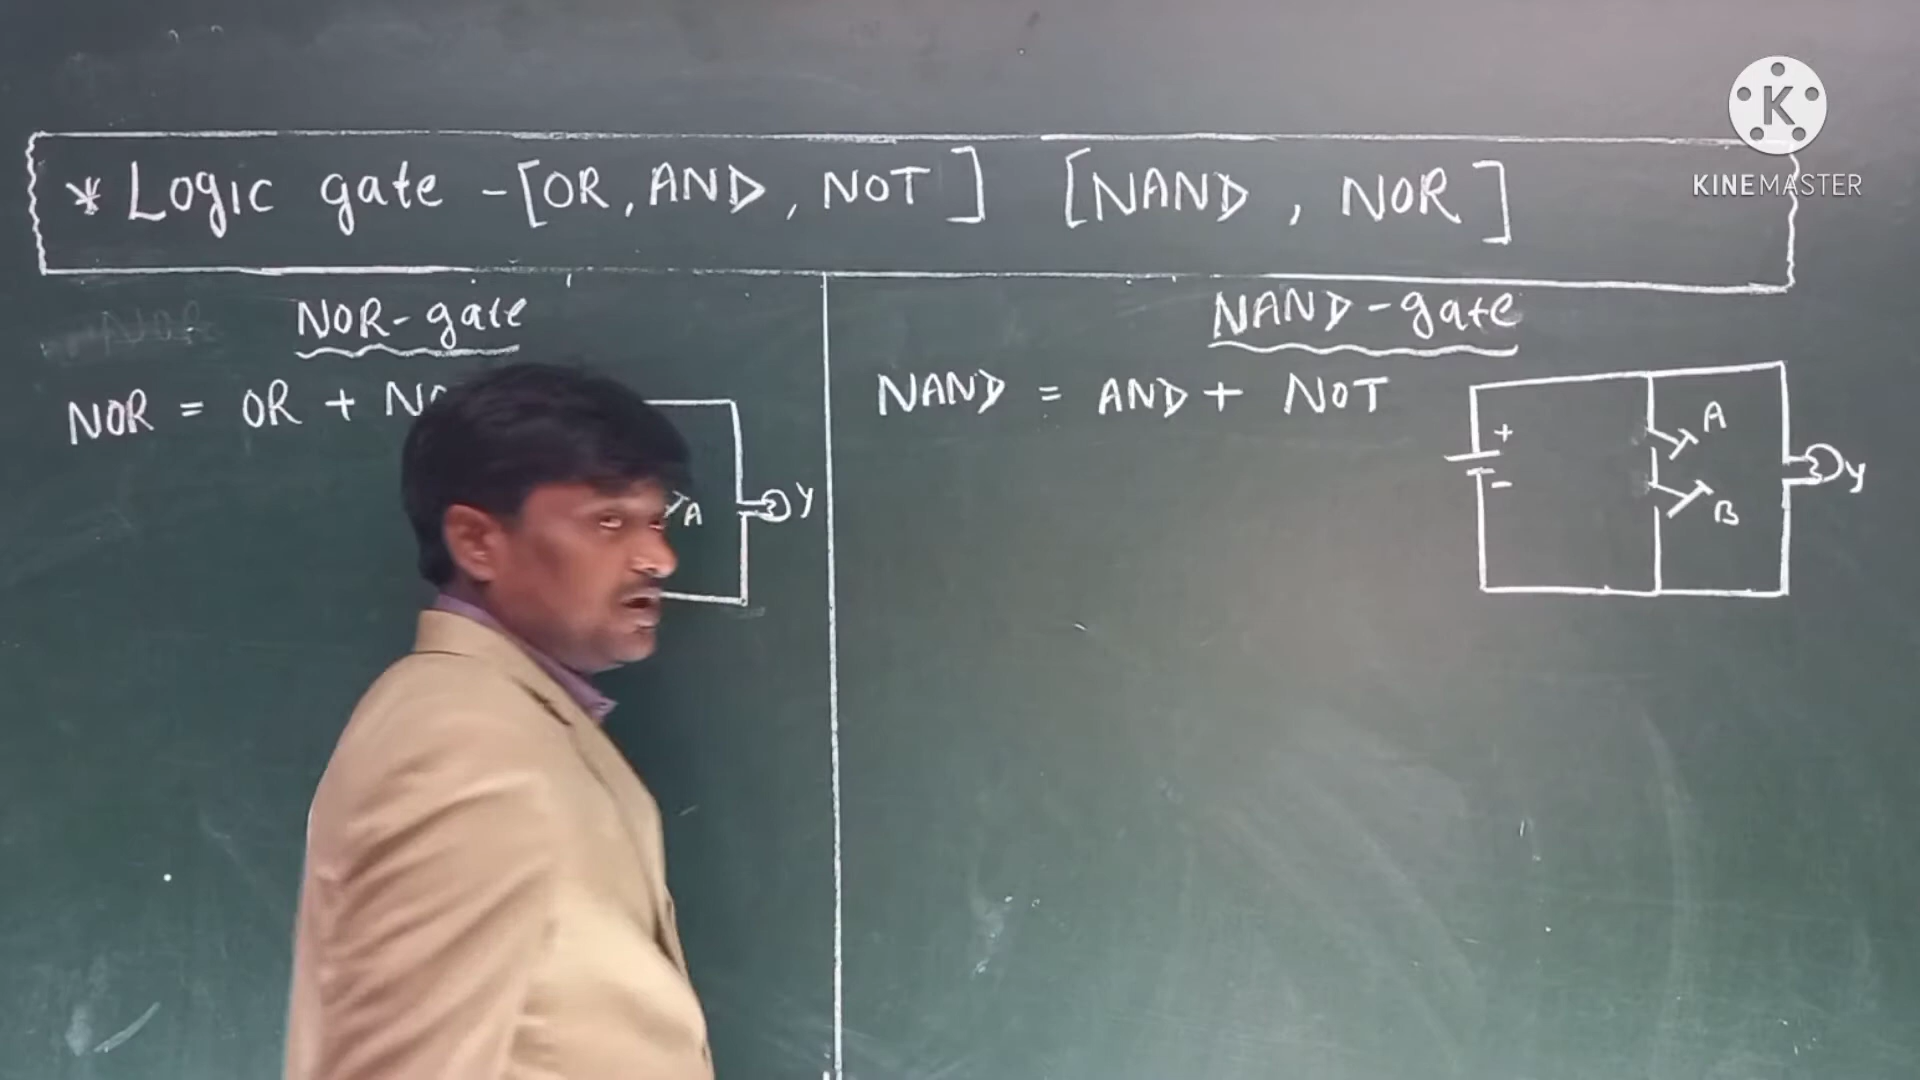 KINEMASTER
* Logic gate - [OR, AND, NOT] [NAND, NOR]
NOR-gate
NOR = OR +
A
y
NAND-gate
NAND = AND + NOT
+
-
A
B
y